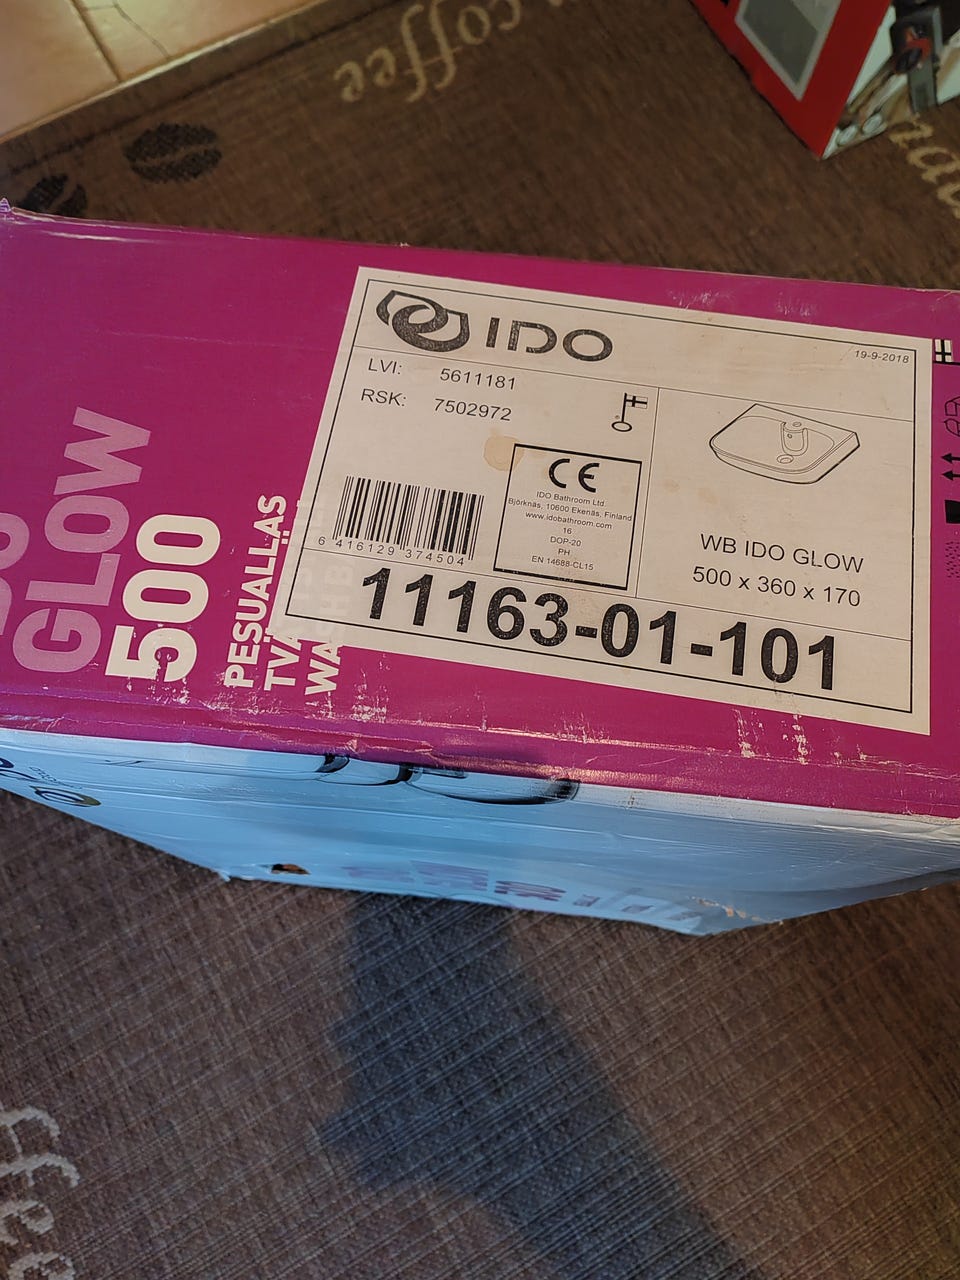 coffee
IDO
19-9-2018
LVI: 5611181
RSK: 7502972
CE
IDO Bathroom Ltd
Björknäs, 10600 Ekenäs, Finland
www.idobathroom.com
16
DOP-20
PH
EN 14688-CL15
6 416129 374504
WB IDO GLOW
500 x 360 x 170
11163-01-101
GLOW
500
PESUALLAS